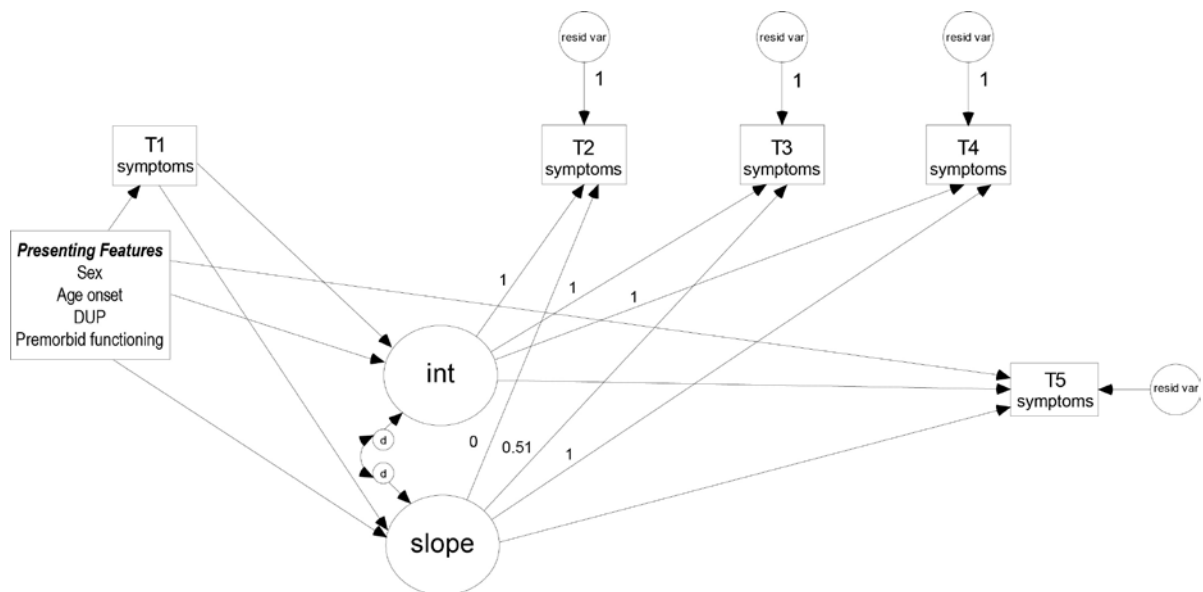 resid var
resid var
resid var
1
1
1
T1
symptoms
T2
symptoms
T3
symptoms
T4
symptoms
Presenting Features
Sex
Age onset
DUP
Premorbid functioning
1
1
1
int
T5
symptoms
resid var
d
d
0
0.51
1
slope